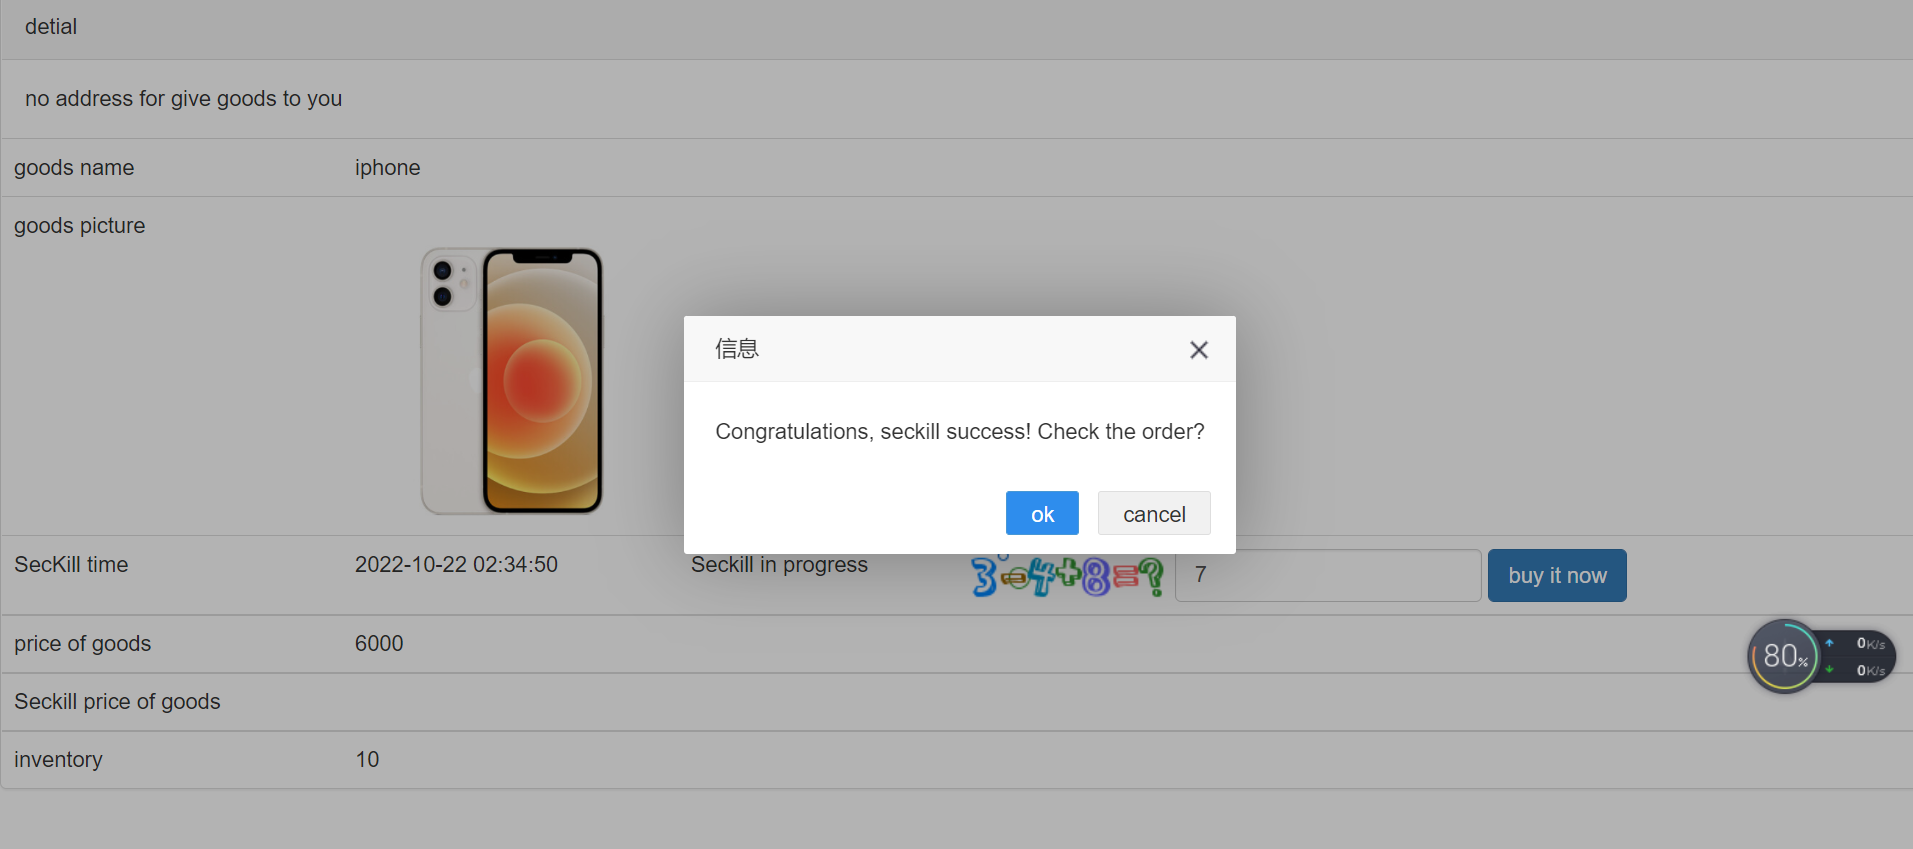 detial
no address for give goods to you
goods name iphone
goods picture
信息
Congratulations, seckill success! Check the order?
ok cancel
SecKill time 2022-10-22 02:34:50 Seckill in progress 3-4+8=? 7 buy it now
price of goods 6000
80% 0K/s
0K/s
Seckill price of goods
inventory 10